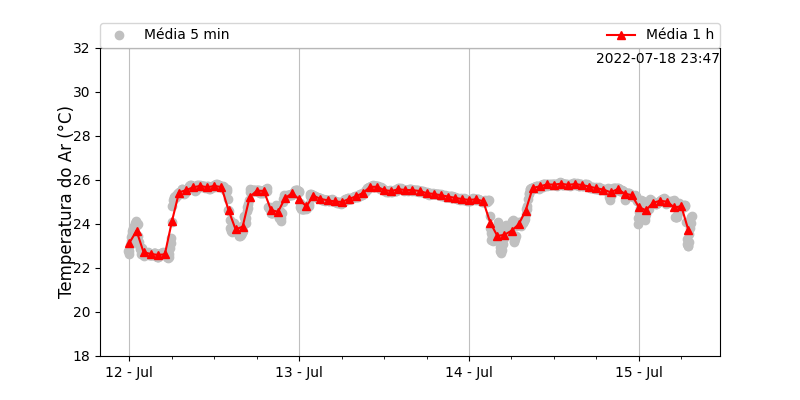 Média 5 min
Média 1 h
2022-07-18 23:47
Temperatura do Ar (°C)
32
30
28
26
24
22
20
18
12 - Jul
13 - Jul
14 - Jul
15 - Jul